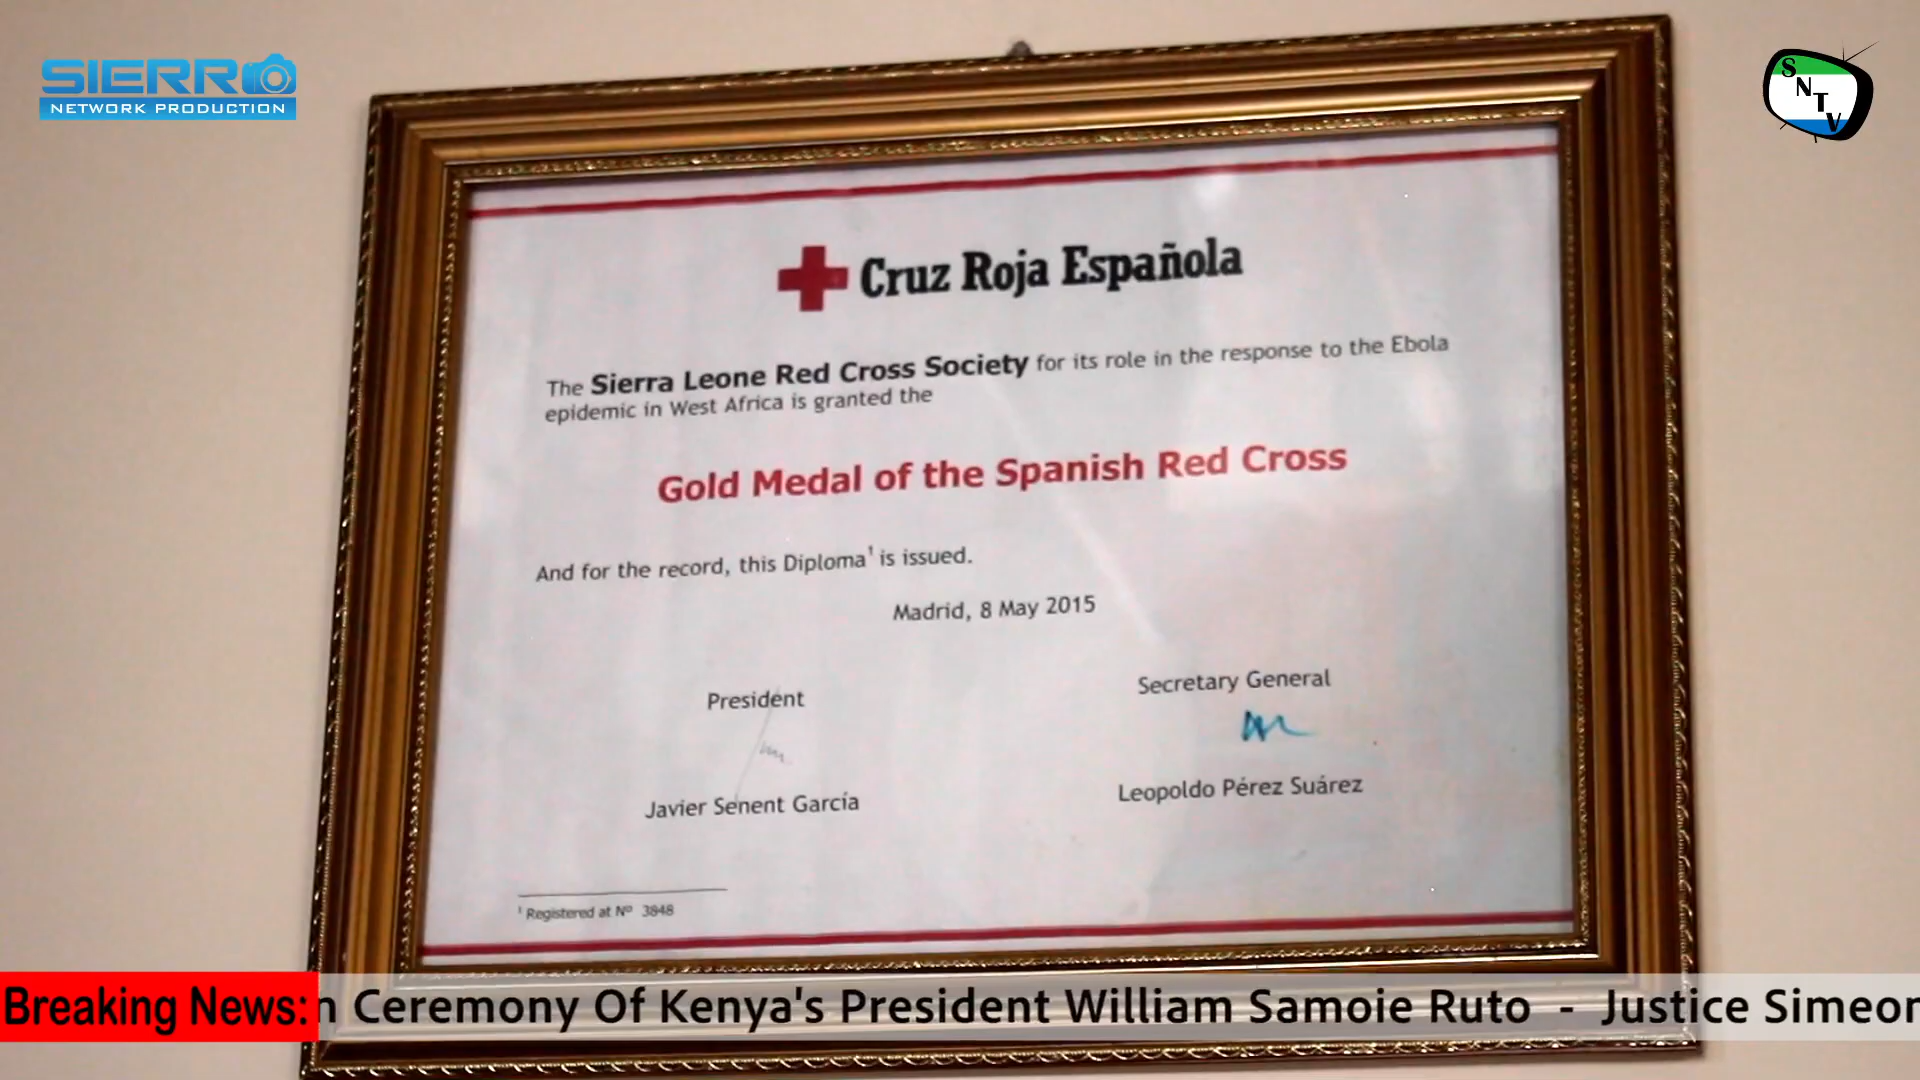 SIERRO
NETWORK PRODUCTION
SNTV
Cruz Roja Española
The Sierra Leone Red Cross Society for its role in the response to the Ebola
epidemic in West Africa is granted the
Gold Medal of the Spanish Red Cross
And for the record, this Diploma¹ is issued.
Madrid, 8 May 2015
President
Secretary General
Javier Senent García
Leopoldo Pérez Suárez
¹ Registered at Nº 3848
Breaking News: n Ceremony Of Kenya's President William Samoie Ruto - Justice Simeon